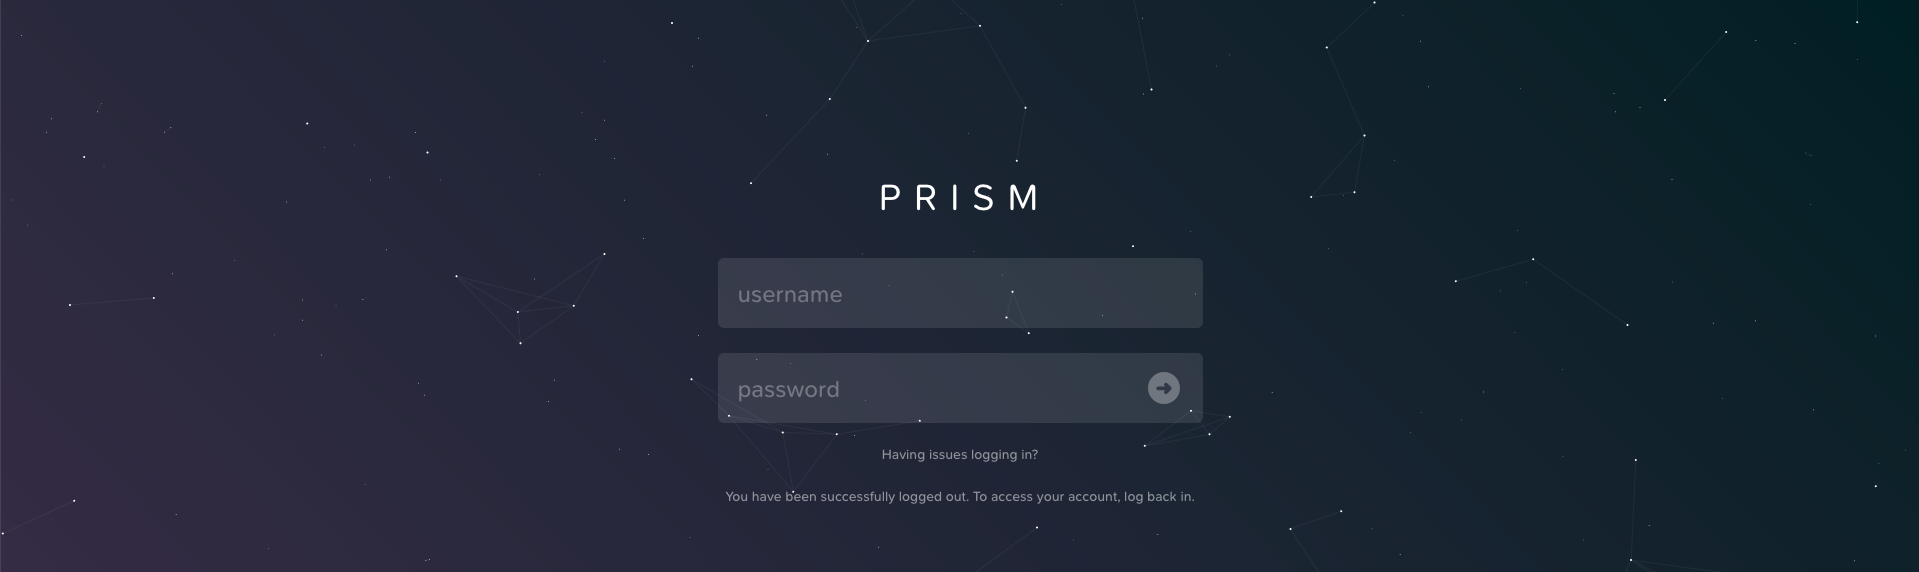 PRISM
username
password
Having issues logging in?
You have been successfully logged out. To access your account, log back in.